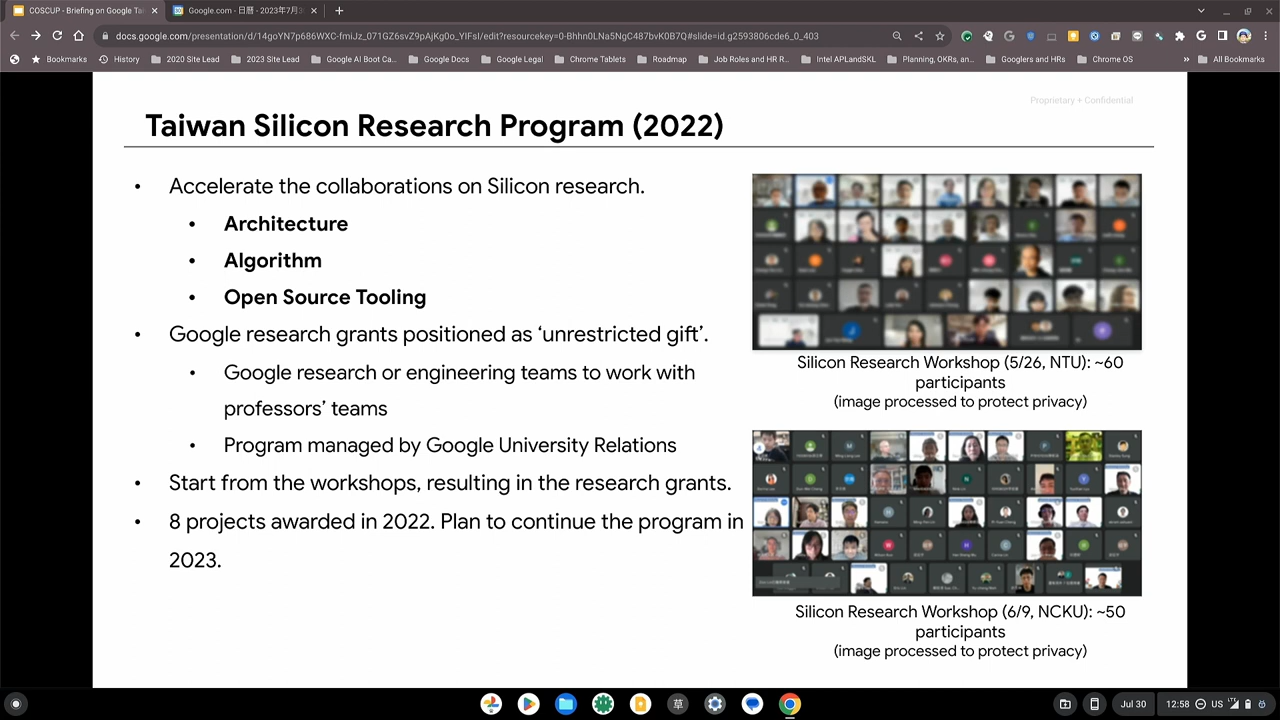 COSCUP - Briefing on Google Tai
Google.com - 日曆 - 2023年7月3
docs.google.com/presentation/d/14goYN7p686WXC-fmiJz_071GZ6svZ9pAjKg0o_YIFsI/edit?resourcekey=0-Bhhn0LNa5NgC487bvK0B7Q#slide=id.g2593806cde6_0_403
Bookmarks History 2020 Site Lead 2023 Site Lead Google AI Boot Ca... Google Docs Google Legal Chrome Tablets Roadmap Job Roles and HR R... Intel APLandSKL Planning, OKRs, an... Googlers and HRs Chrome OS » All Bookmarks
Proprietary + Confidential
Taiwan Silicon Research Program (2022)
• Accelerate the collaborations on Silicon research.
• Architecture
• Algorithm
• Open Source Tooling
• Google research grants positioned as ‘unrestricted gift’.
• Google research or engineering teams to work with
professors’ teams
• Program managed by Google University Relations
• Start from the workshops, resulting in the research grants.
• 8 projects awarded in 2022. Plan to continue the program in
2023.
Silicon Research Workshop (5/26, NTU): ~60
participants
(image processed to protect privacy)
Silicon Research Workshop (6/9, NCKU): ~50
participants
(image processed to protect privacy)
草
Jul 30 12:58 US LTE